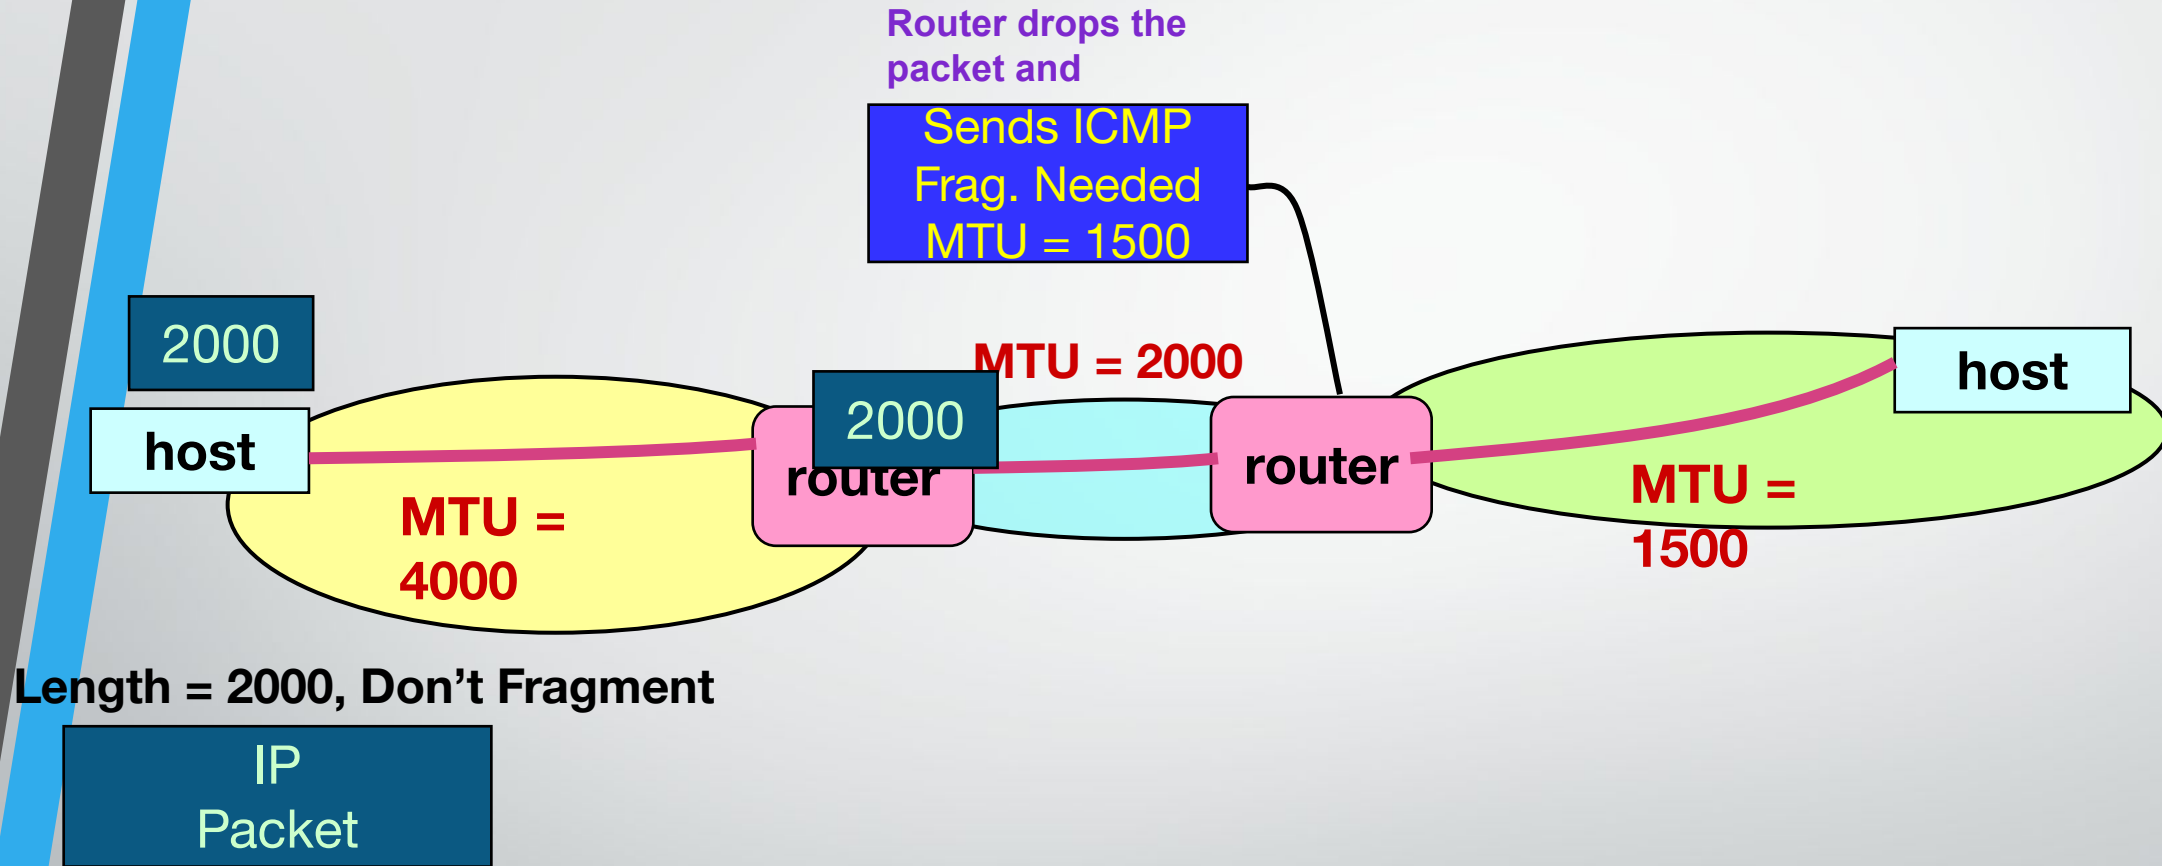 Router drops the
packet and
Sends ICMP
Frag. Needed
MTU = 1500
2000
MTU = 2000
2000
host
host
router
router
MTU =
4000
MTU =
1500
Length = 2000, Don’t Fragment
IP
Packet